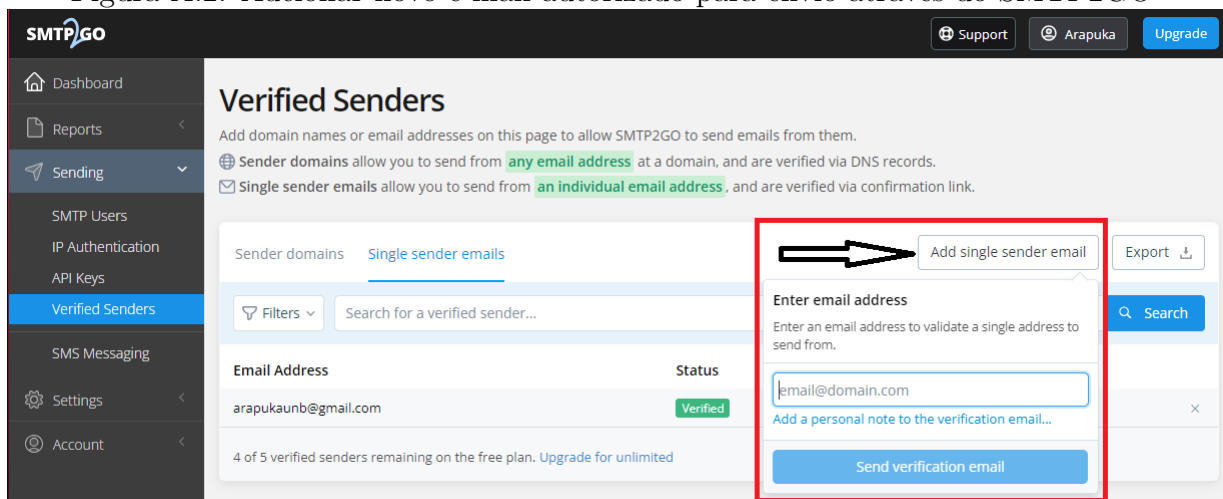 SMTP2GO
Support
Arapuka
Upgrade
Dashboard
Reports
Sending
SMTP Users
IP Authentication
API Keys
Verified Senders
SMS Messaging
Settings
Account
Verified Senders
Add domain names or email addresses on this page to allow SMTP2GO to send emails from them.
Sender domains allow you to send from any email address at a domain, and are verified via DNS records.
Single sender emails allow you to send from an individual email address, and are verified via confirmation link.
Sender domains
Single sender emails
Add single sender email
Export
Filters
Search for a verified sender...
Search
Enter email address
Enter an email address to validate a single address to
send from.
email@domain.com
Add a personal note to the verification email...
Send verification email
Email Address
Status
arapukaunb@gmail.com
Verified
4 of 5 verified senders remaining on the free plan. Upgrade for unlimited